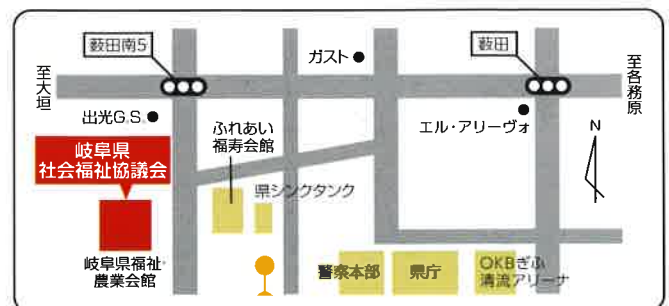 藪田南5
藪田
ガスト
至大垣
至各務原
出光G.S.
エル・アリーヴォ
ふれあい
福寿会館
N
岐阜県
社会福祉協議会
県シンクタンク
岐阜県福祉・
農業会館
警察本部
県庁
OKBぎふ
清流アリーナ